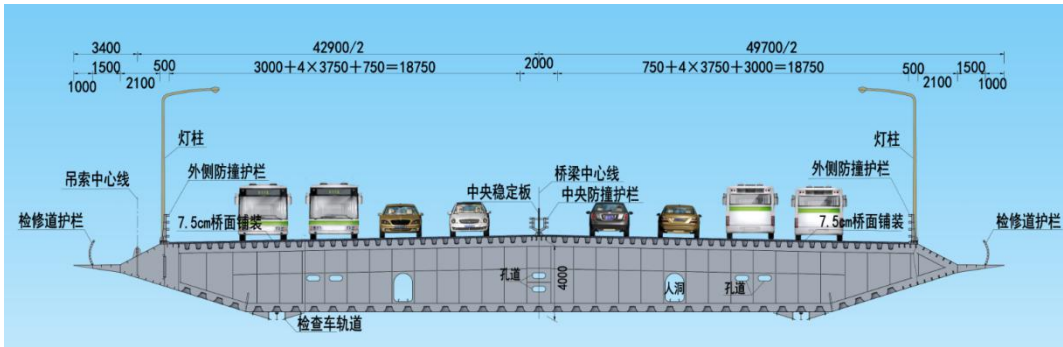 3400 42900/2 49700/2
1500 500 3000+4×3750+750=18750 2000 750+4×3750+3000=18750 500 1500
1000 2100 2100 1000
灯柱 灯柱
吊索中心线 外侧防撞护栏 中央稳定板 桥梁中心线 外侧防撞护栏
中央防撞护栏
检修道护栏 7.5cm桥面铺装 7.5cm桥面铺装 检修道护栏
孔道 4000 人洞 孔道
检查车轨道